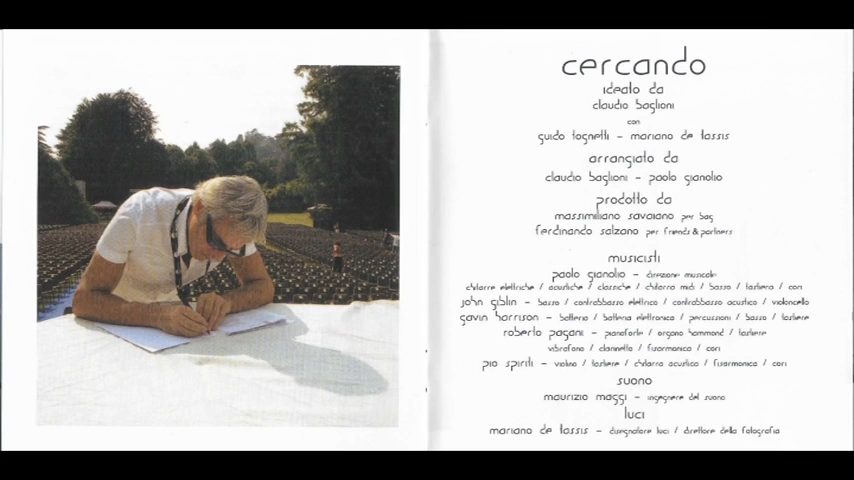 cercando
ideato da
claudio baglioni
con
guido tognetti – mariano de tassis
arrangiato da
claudio baglioni – paolo gianolio
prodotto da
massimiliano savaiano per bag
ferdinando salzano per friends & partners
musicisti
paolo gianolio – direzione musicale
chitarre elettriche / acustiche / classiche / chitarra midi / basso / tastiera / cori
john giblin – basso / contrabbasso elettrico / contrabbasso acustico / violoncello
gavin harrison – batteria / batteria elettronica / percussioni / basso / tastiere
roberto pagani – pianoforte / organo hammond / tastiere
vibrafono / clarinetto / fisarmonica / cori
pio spiriti – violino / tastiere / chitarra acustica / fisarmonica / cori
suono
maurizio maggi – ingegnere del suono
luci
mariano de tassis – disegnatore luci / direttore della fotografia